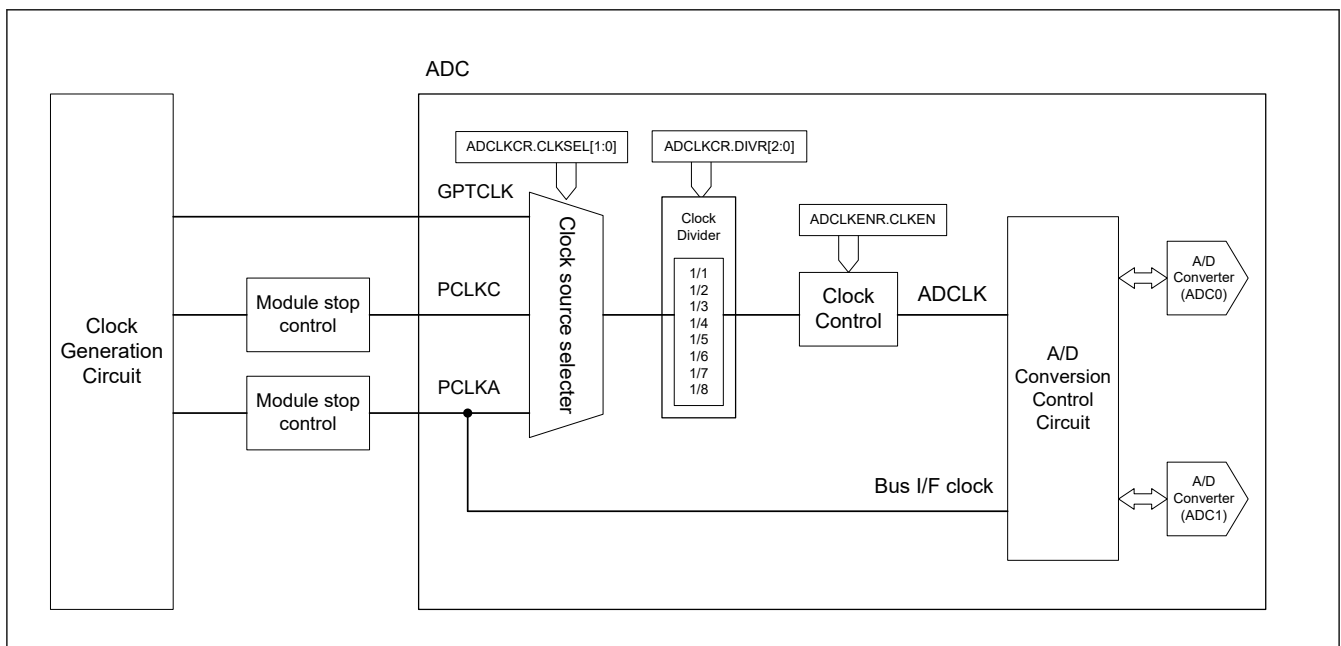 ADC
ADCLKCR.CLKSEL[1:0]
ADCLKCR.DIVR[2:0]
GPTCLK
Clock
Divider
ADCLKENR.CLKEN
A/D
Converter
(ADC0)
Clock source selecter
1/1
1/2
1/3
1/4
1/5
1/6
1/7
1/8
Module stop
control
PCLKC
Clock
Control
ADCLK
Clock
Generation
Circuit
A/D
Conversion
Control
Circuit
Module stop
control
PCLKA
Bus I/F clock
A/D
Converter
(ADC1)